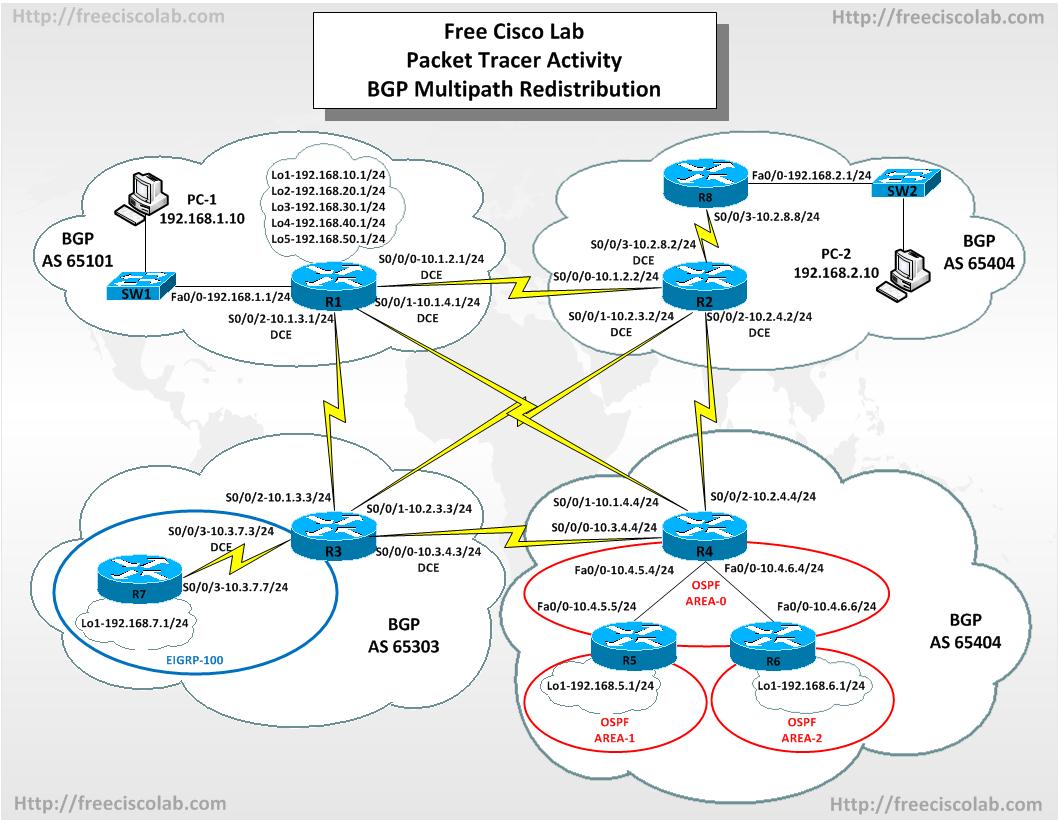 Http://freeciscolab.com
Http://freeciscolab.com
Free Cisco Lab
Packet Tracer Activity
BGP Multipath Redistribution
PC-1
192.168.1.10
BGP
AS 65101
SW1
Fa0/0-192.168.1.1/24
Lo1-192.168.10.1/24
Lo2-192.168.20.1/24
Lo3-192.168.30.1/24
Lo4-192.168.40.1/24
Lo5-192.168.50.1/24
R1
S0/0/0-10.1.2.1/24
DCE
S0/0/1-10.1.4.1/24
DCE
S0/0/2-10.1.3.1/24
DCE
R8
Fa0/0-192.168.2.1/24
SW2
S0/0/3-10.2.8.8/24
S0/0/3-10.2.8.2/24
DCE
S0/0/0-10.1.2.2/24
R2
PC-2
192.168.2.10
BGP
AS 65404
S0/0/1-10.2.3.2/24
DCE
S0/0/2-10.2.4.2/24
DCE
S0/0/2-10.1.3.3/24
S0/0/1-10.2.3.3/24
R3
S0/0/0-10.3.4.3/24
DCE
S0/0/3-10.3.7.3/24
DCE
R7
S0/0/3-10.3.7.7/24
Lo1-192.168.7.1/24
EIGRP-100
BGP
AS 65303
S0/0/1-10.1.4.4/24
S0/0/2-10.2.4.4/24
S0/0/0-10.3.4.4/24
R4
Fa0/0-10.4.5.4/24
Fa0/0-10.4.6.4/24
OSPF
AREA-0
Fa0/0-10.4.5.5/24
Fa0/0-10.4.6.6/24
R5
R6
BGP
AS 65404
Lo1-192.168.5.1/24
OSPF
AREA-1
Lo1-192.168.6.1/24
OSPF
AREA-2
Http://freeciscolab.com
Http://freeciscolab.com